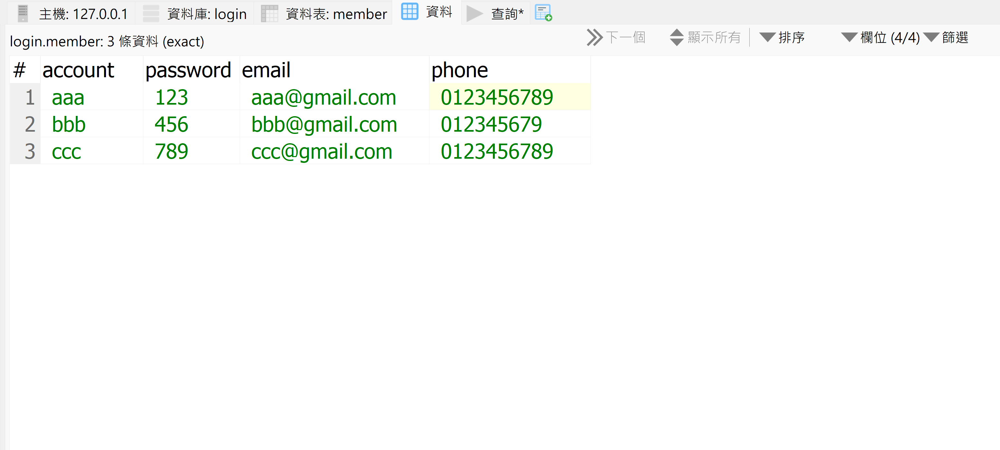 主機: 127.0.0.1 資料庫: login 資料表: member 資料 查詢*
login.member: 3 條資料 (exact) 下一個 顯示所有 排序 欄位 (4/4) 篩選
# account password email phone
1 aaa 123 aaa@gmail.com 0123456789
2 bbb 456 bbb@gmail.com 012345679
3 ccc 789 ccc@gmail.com 0123456789